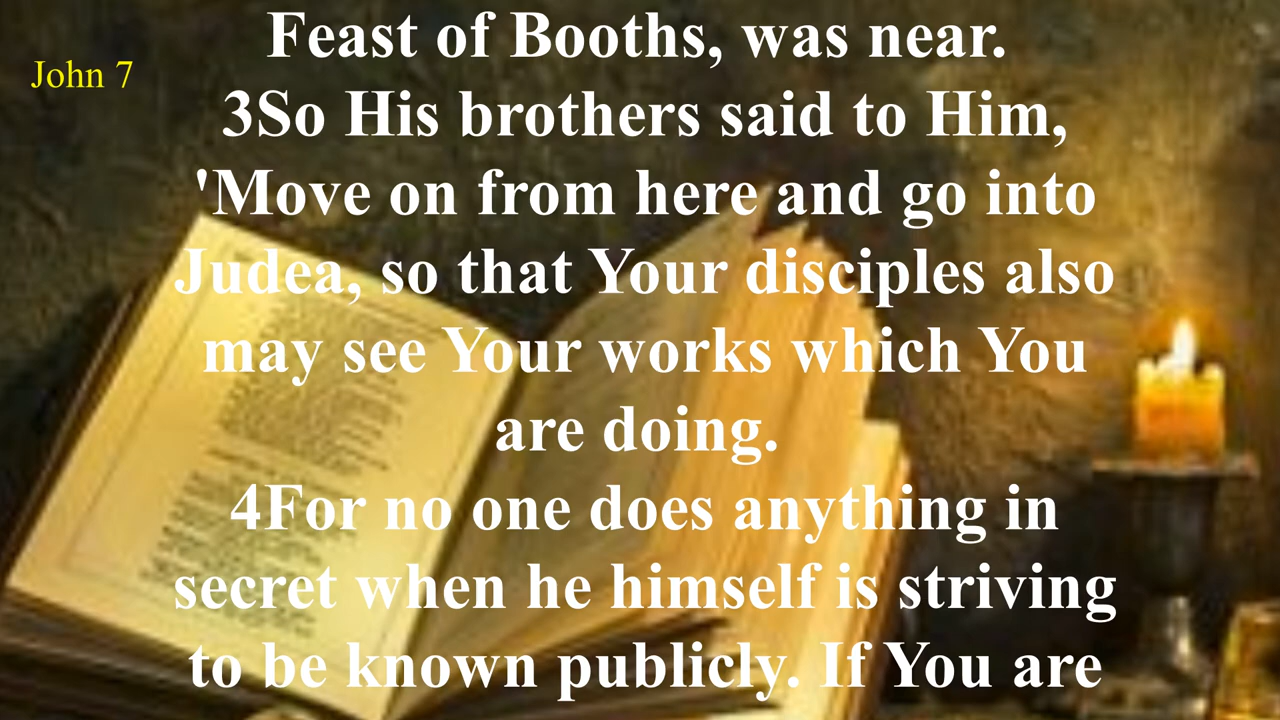 Feast of Booths, was near.
John 7
3So His brothers said to Him,
'Move on from here and go into
Judea, so that Your disciples also
may see Your works which You
are doing.
4For no one does anything in
secret when he himself is striving
to be known publicly. If You are